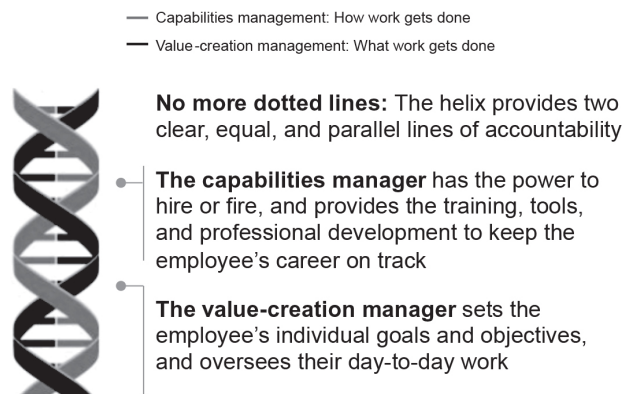 Capabilities management: How work gets done
Value-creation management: What work gets done
No more dotted lines: The helix provides two
clear, equal, and parallel lines of accountability
The capabilities manager has the power to
hire or fire, and provides the training, tools,
and professional development to keep the
employee’s career on track
The value-creation manager sets the
employee’s individual goals and objectives,
and oversees their day-to-day work